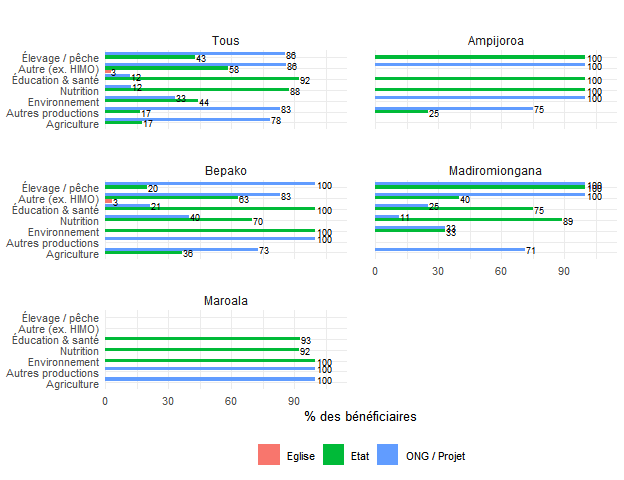 Tous
Élevage / pêche
86
43
Autre (ex. HIMO)
86
58
3
Éducation & santé
12
92
Nutrition
12
88
Environnement
33
44
Autres productions
83
17
Agriculture
78
17
Ampijoroa
100
100
100
100
100
75
25
Bepako
Élevage / pêche
100
20
Autre (ex. HIMO)
83
63
3
Éducation & santé
21
100
Nutrition
40
70
Environnement
100
Autres productions
100
Agriculture
73
36
Madiromiongana
100
100
100
40
25
75
11
89
33
33
71
0 30 60 90
Maroala
Élevage / pêche
Autre (ex. HIMO)
Éducation & santé
93
Nutrition
92
Environnement
100
Autres productions
100
Agriculture
100
0 30 60 90
% des bénéficiaires
Eglise Etat ONG / Projet